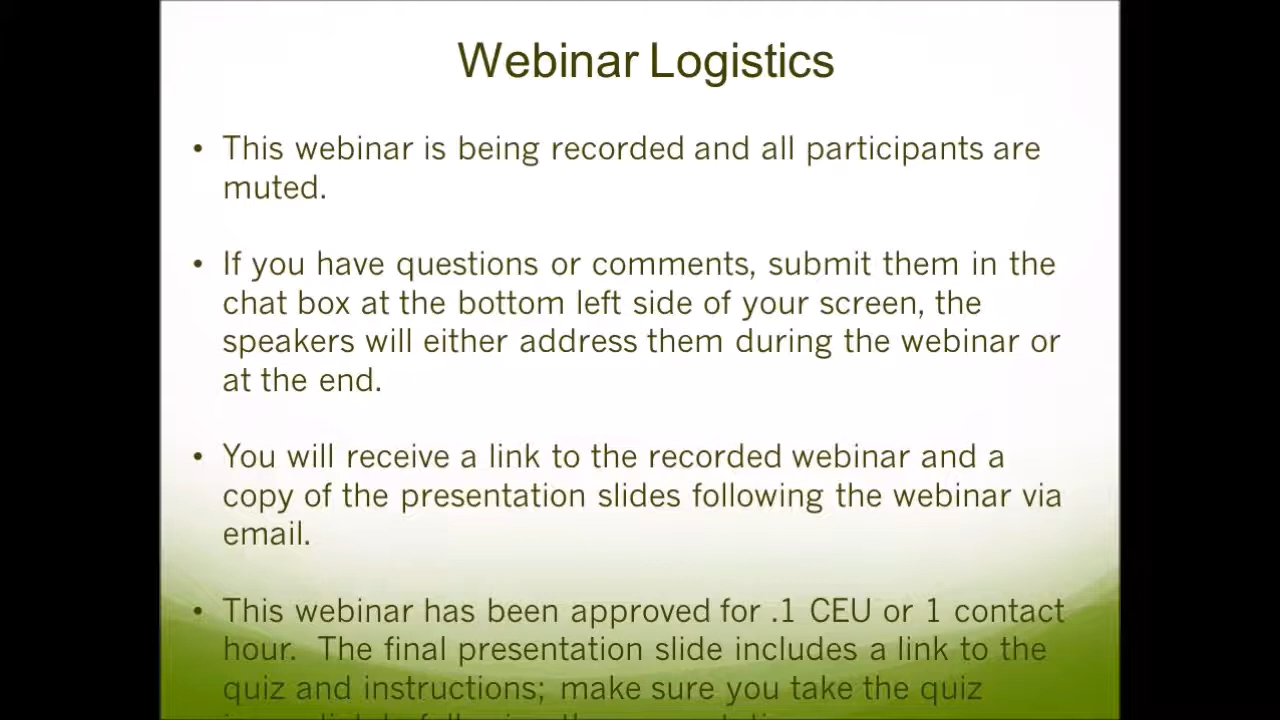 Webinar Logistics
• This webinar is being recorded and all participants are
muted.
• If you have questions or comments, submit them in the
chat box at the bottom left side of your screen, the
speakers will either address them during the webinar or
at the end.
• You will receive a link to the recorded webinar and a
copy of the presentation slides following the webinar via
email.
• This webinar has been approved for .1 CEU or 1 contact
hour.  The final presentation slide includes a link to the
quiz and instructions;  make sure you take the quiz